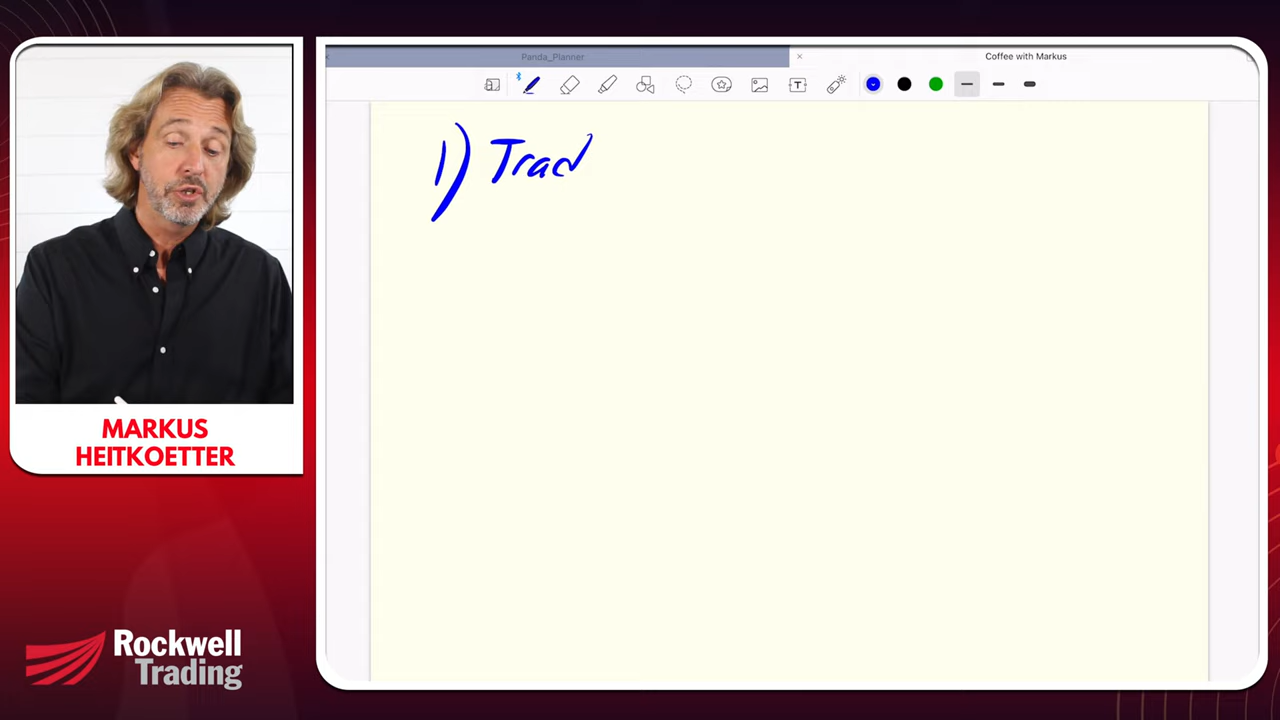 Panda_Planner
Coffee with Markus
T
1) Trad
MARKUS
HEITKOETTER
Rockwell
Trading